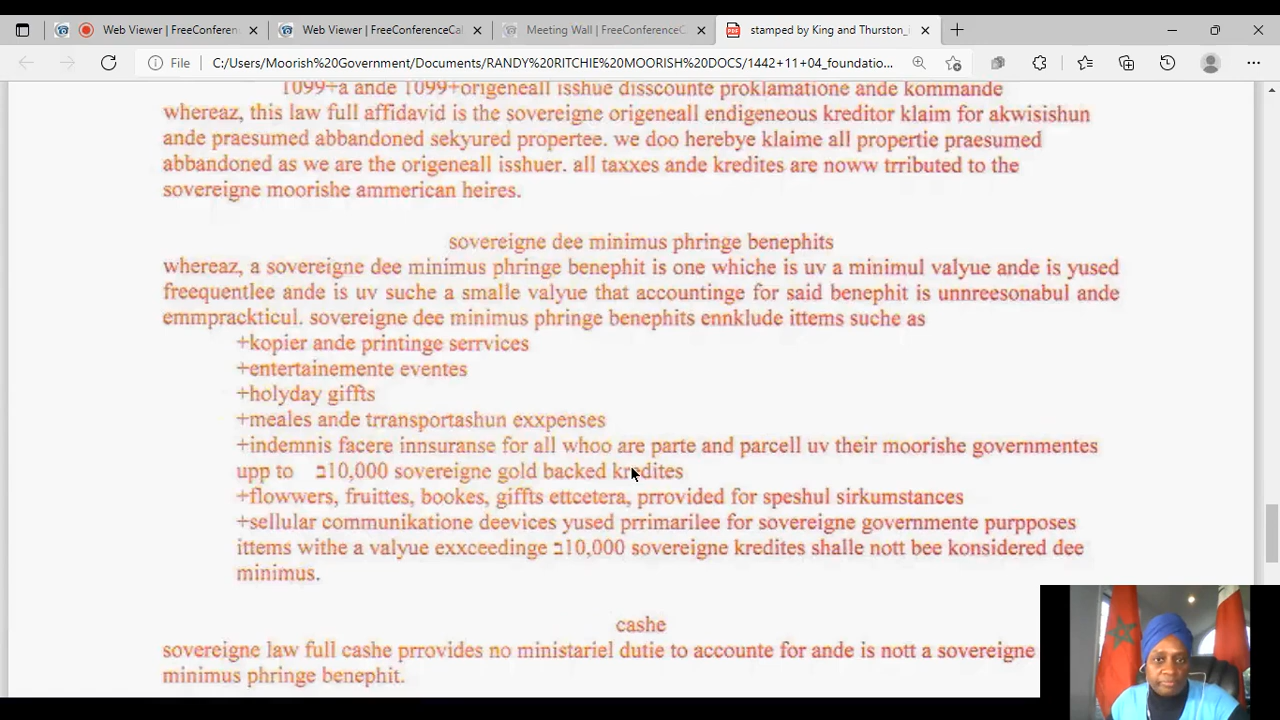 Web Viewer | FreeConferenc
Web Viewer | FreeConferenceCa
Meeting Wall | FreeConferenceC
stamped by King and Thurston_
File
C:/Users/Moorish%20Government/Documents/RANDY%20RITCHIE%20MOORISH%20DOCS/1442+11+04_foundatio...
1099+a ande 1099+origeneall isshue disscounte proklamatione ande kommande
whereaz, this law full affidavid is the sovereigne origeneall endigeneous kreditor klaim for akwisishun
ande praesumed abbandoned sekyured propertee. we doo herebye klaime all propertie praesumed
abbandoned as we are the origeneall isshuer. all taxxes ande kredites are noww trributed to the
sovereigne moorishe ammerican heires.
sovereigne dee minimus phringe benephits
whereaz, a sovereigne dee minimus phringe benephit is one whiche is uv a minimul valyue ande is yused
freequentlee ande is uv suche a smalle valyue that accountinge for said benephit is unnreesonabul ande
emmprackticul. sovereigne dee minimus phringe benephits ennklude ittems suche as
+kopier ande printinge serrvices
+entertainemente eventes
+holyday giffts
+meales ande trransportashun exxpenses
+indemnis facere innsuranse for all whoo are parte and parcell uv their moorishe governmentes
upp to ב10,000 sovereigne gold backed kredites
+flowwers, fruittes, bookes, giffts ettcetera, prrovided for speshul sirkumstances
+sellular communikatione deevices yused prrimarilee for sovereigne governmente purpposes
ittems withe a valyue exxceedinge ב10,000 sovereigne kredites shalle nott bee konsidered dee
minimus.
cashe
sovereigne law full cashe prrovides no ministariel dutie to accounte for ande is nott a sovereigne
minimus phringe benephit.